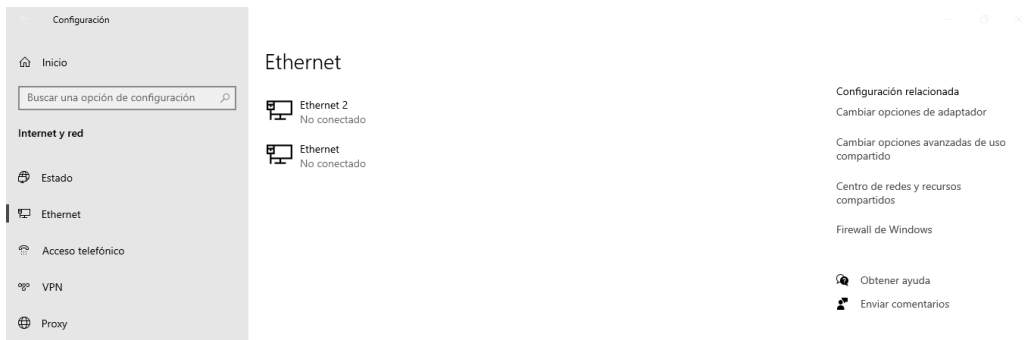 Configuración
Inicio
Buscar una opción de configuración
Internet y red
Estado
Ethernet
Acceso telefónico
VPN
Proxy
Ethernet
Ethernet 2
No conectado
Ethernet
No conectado
Configuración relacionada
Cambiar opciones de adaptador
Cambiar opciones avanzadas de uso
compartido
Centro de redes y recursos
compartidos
Firewall de Windows
Obtener ayuda
Enviar comentarios